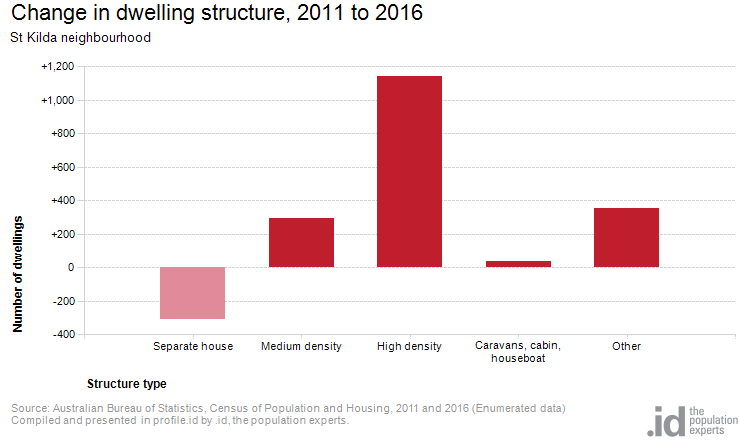 Change in dwelling structure, 2011 to 2016
St Kilda neighbourhood
+1,200
+1,000
+800
+600
+400
+200
0
-200
-400
Number of dwellings
Separate house
Medium density
High density
Caravans, cabin,
houseboat
Other
Structure type
Source: Australian Bureau of Statistics, Census of Population and Housing, 2011 and 2016 (Enumerated data)
Compiled and presented in profile.id by .id, the population experts.
.id the
population
experts